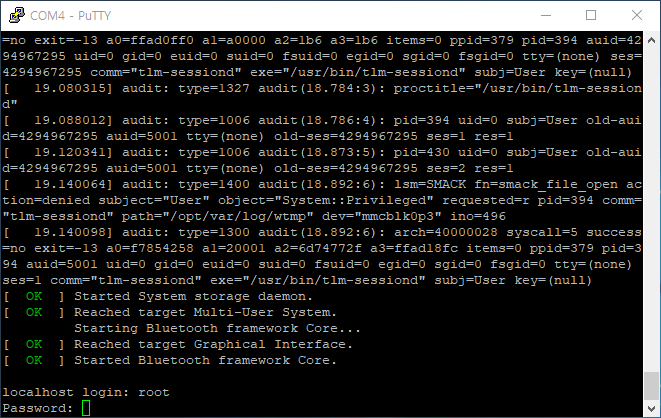 COM4 - PuTTY
=no exit=-13 a0=ffad0ff0 a1=a0000 a2=1b6 a3=1b6 items=0 ppid=379 pid=394 auid=42
94967295 uid=0 gid=0 euid=0 suid=0 fsuid=0 egid=0 sgid=0 fsgid=0 tty=(none) ses=
4294967295 comm="tlm-sessiond" exe="/usr/bin/tlm-sessiond" subj=User key=(null)
[   19.080315] audit: type=1327 audit(18.784:3): proctitle="/usr/bin/tlm-session
d"
[   19.088012] audit: type=1006 audit(18.786:4): pid=394 uid=0 subj=User old-aui
d=4294967295 auid=5001 tty=(none) old-ses=4294967295 ses=1 res=1
[   19.120341] audit: type=1006 audit(18.873:5): pid=430 uid=0 subj=User old-aui
d=4294967295 auid=5001 tty=(none) old-ses=4294967295 ses=2 res=1
[   19.140064] audit: type=1400 audit(18.892:6): lsm=SMACK fn=smack_file_open ac
tion=denied subject="User" object="System::Privileged" requested=r pid=394 comm=
"tlm-sessiond" path="/opt/var/log/wtmp" dev="mmcblk0p3" ino=496
[   19.140098] audit: type=1300 audit(18.892:6): arch=40000028 syscall=5 success
=no exit=-13 a0=f7854258 a1=20001 a2=6d74772f a3=ffad18fc items=0 ppid=379 pid=3
94 auid=5001 uid=0 gid=0 euid=0 suid=0 fsuid=0 egid=0 sgid=0 fsgid=0 tty=(none)
ses=1 comm="tlm-sessiond" exe="/usr/bin/tlm-sessiond" subj=User key=(null)
[  OK  ] Started System storage daemon.
[  OK  ] Reached target Multi-User System.
         Starting Bluetooth framework Core...
[  OK  ] Reached target Graphical Interface.
[  OK  ] Started Bluetooth framework Core.
localhost login: root
Password: